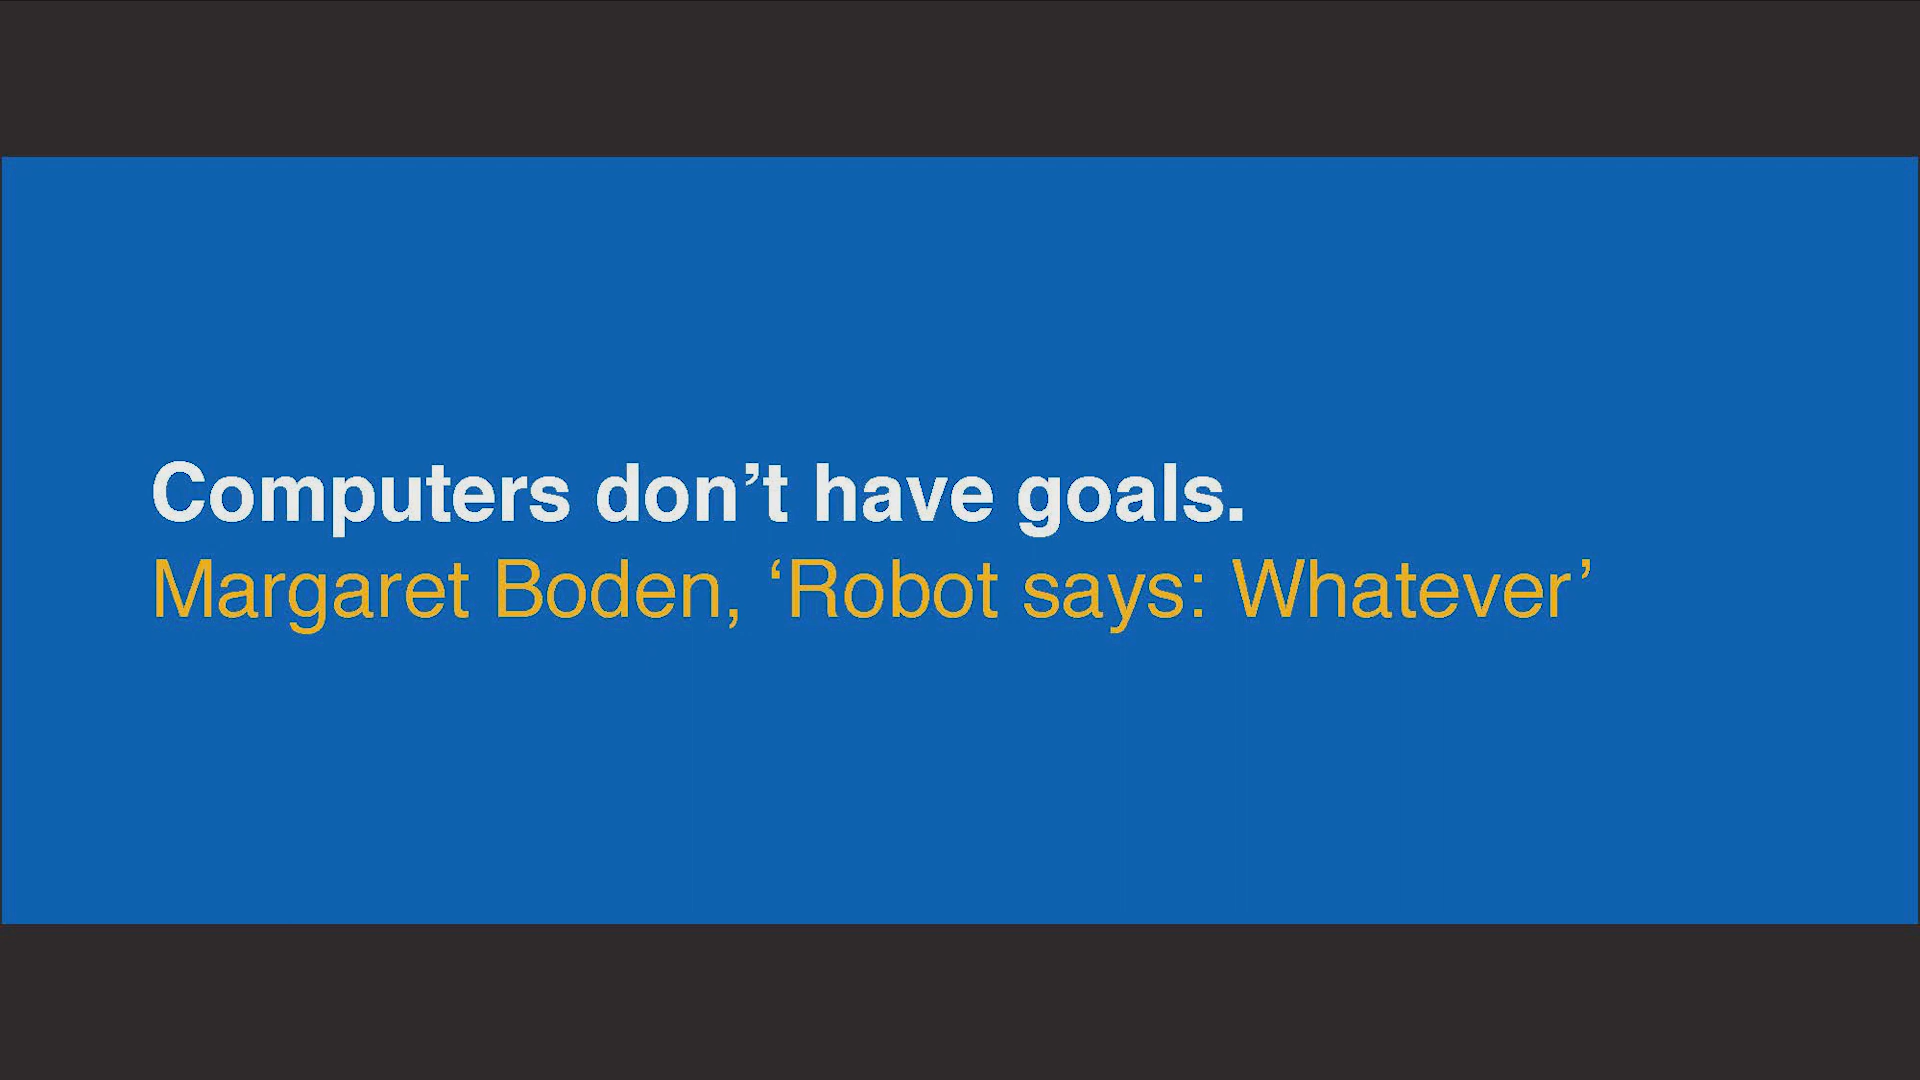 Computers don’t have goals.
Margaret Boden, ‘Robot says: Whatever’